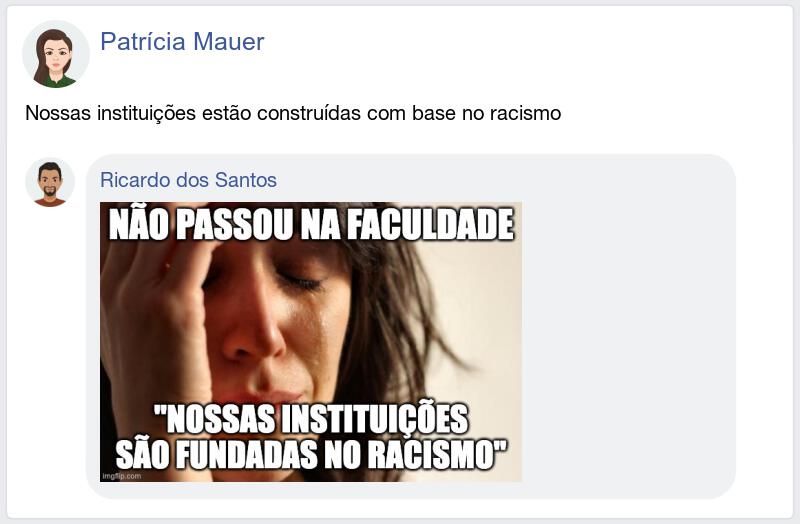 Patrícia Mauer
Nossas instituições estão construídas com base no racismo
Ricardo dos Santos
NÃO PASSOU NA FACULDADE
"NOSSAS INSTITUIÇÕES
SÃO FUNDADAS NO RACISMO"
imgflip.com